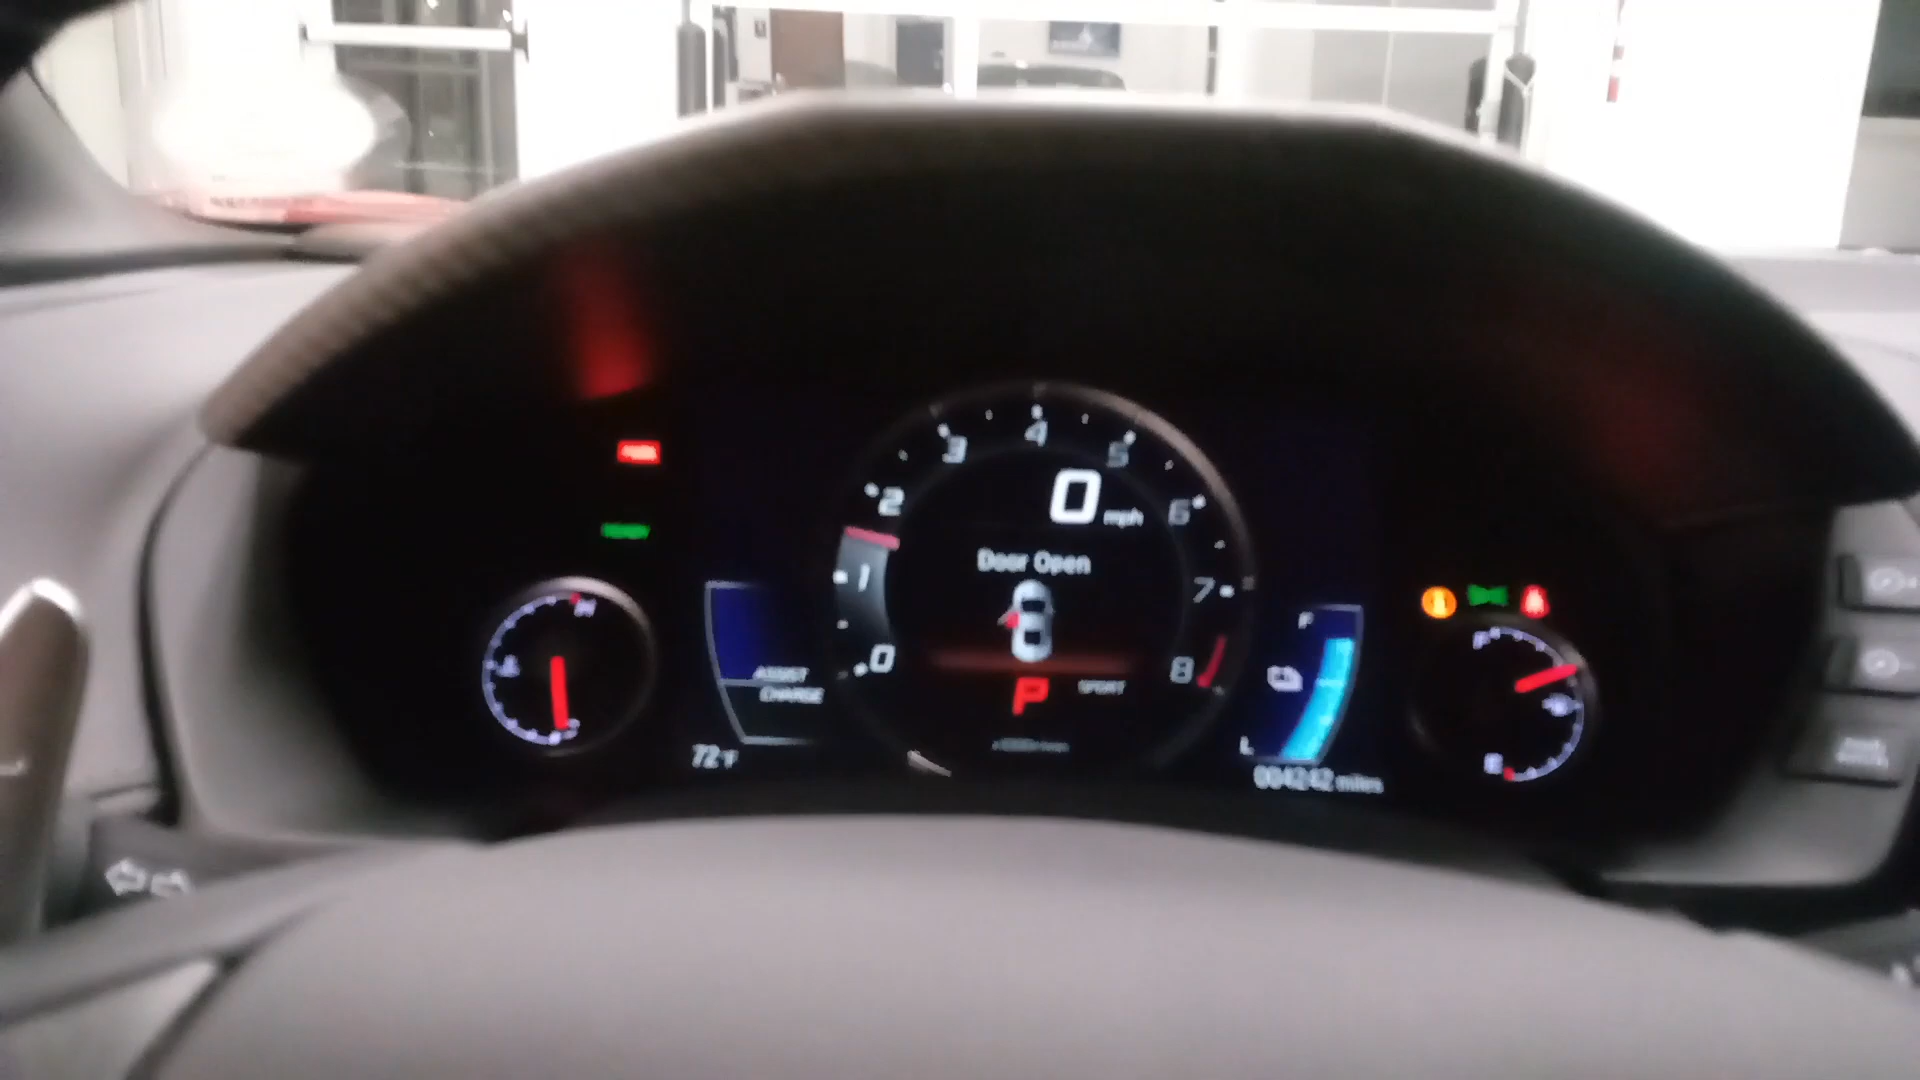 3 4 5
2 0 mph 6
Door Open
1 7
0 8
ASSIST
CHARGE
P SPORT
72°F
F
L
004242 miles
H
C
F
E